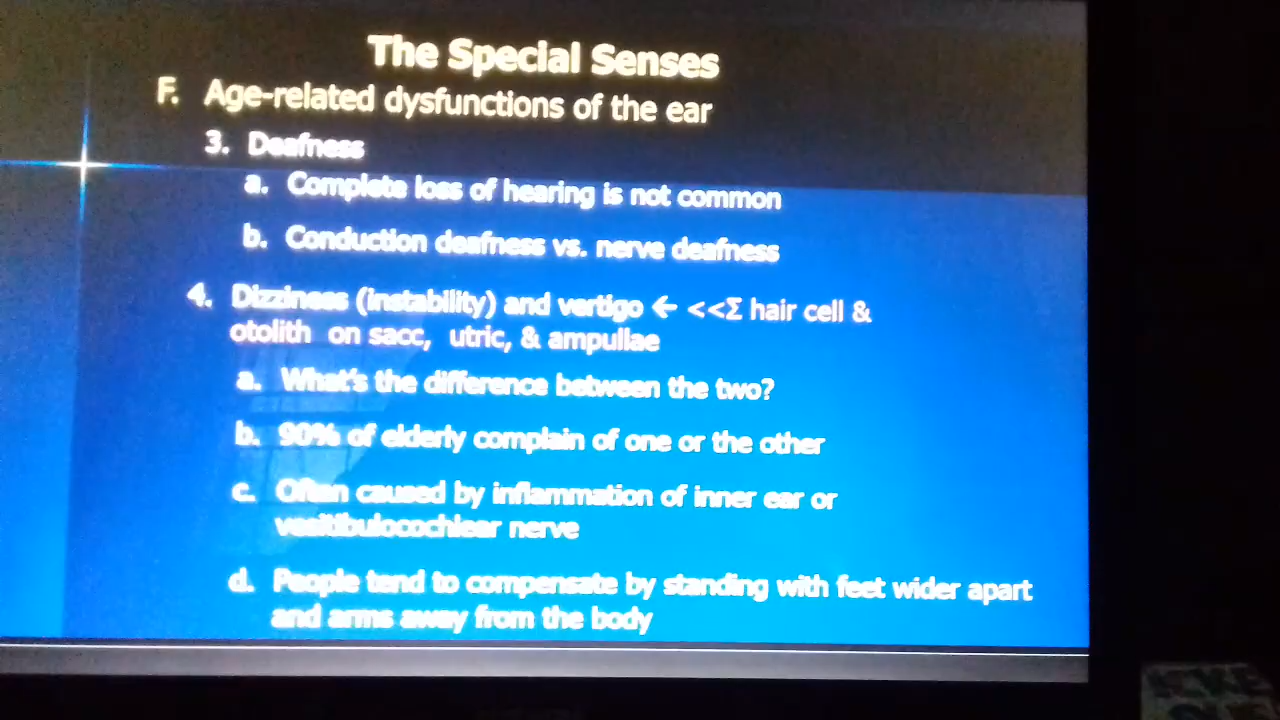 The Special Senses
F. Age-related dysfunctions of the ear
3. Deafness
a. Complete loss of hearing is not common
b. Conduction deafness vs. nerve deafness
4. Dizziness (instability) and vertigo ← <<Σ hair cell &
otolith on sacc, utric, & ampullae
a. What's the difference between the two?
b. 90% of elderly complain of one or the other
c. Often caused by inflammation of inner ear or
nerve
d. People tend to compensate by standing with feet wider apart
and arms away from the body